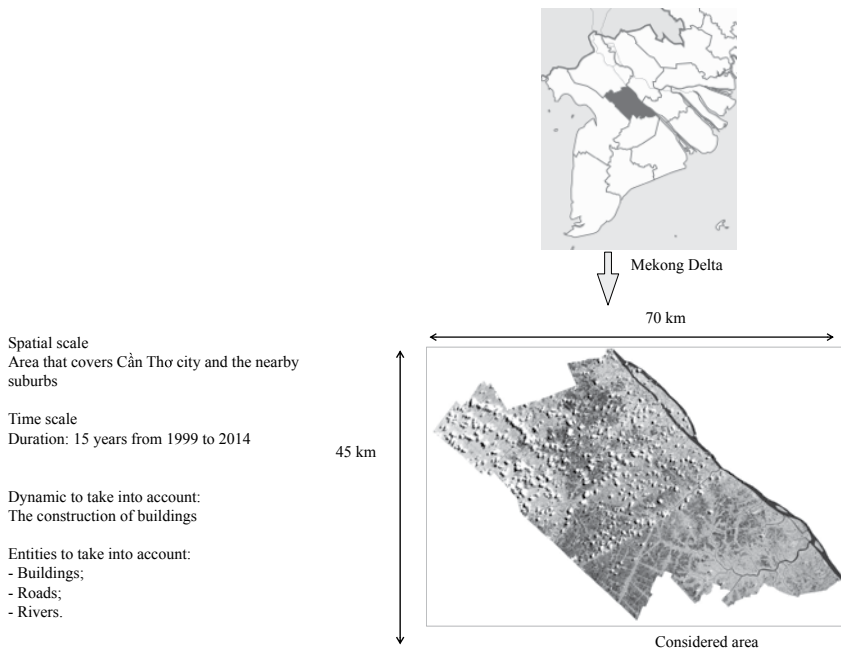 Mekong Delta
70 km
Spatial scale
Area that covers Cần Thơ city and the nearby
suburbs
Time scale
Duration: 15 years from 1999 to 2014
45 km
Dynamic to take into account:
The construction of buildings
Entities to take into account:
- Buildings;
- Roads;
- Rivers.
Considered area